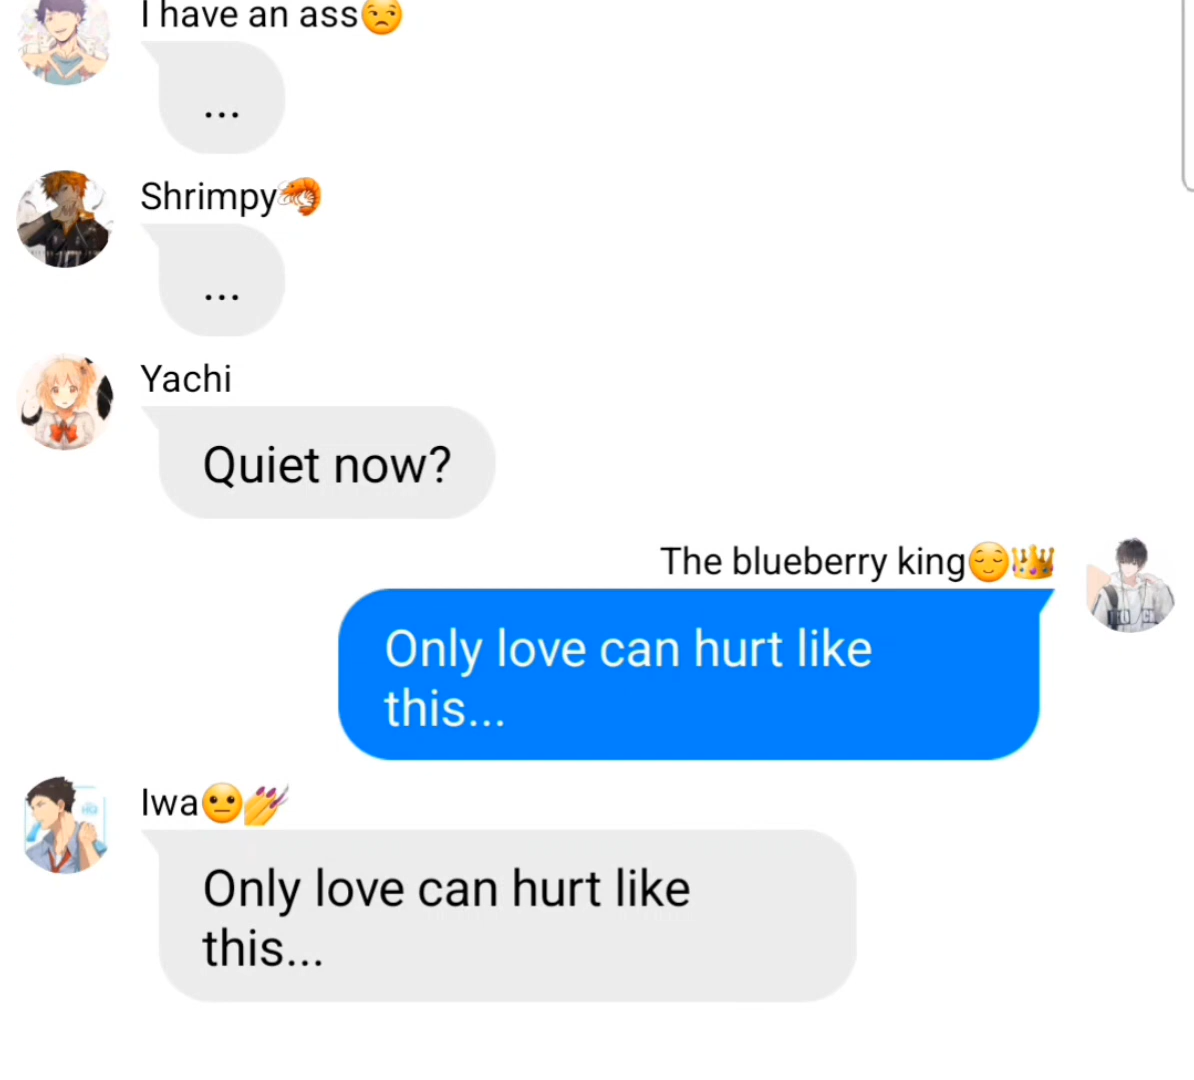 I have an ass😒
...
Shrimpy🦐
...
Yachi
Quiet now?
The blueberry king😌👑
Only love can hurt like
this...
Iwa😐💅
Only love can hurt like
this...